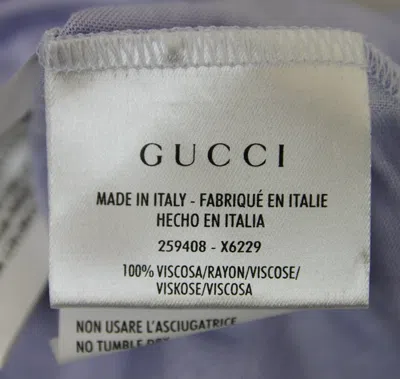 GUCCI
MADE IN ITALY - FABRIQUÉ EN ITALIE
HECHO EN ITALIA
259408 - X6229
100% VISCOSA/RAYON/VISCOSE/
VISKOSE/VISCOSA
NON USARE L'ASCIUGATRICE
NO TUMBLE